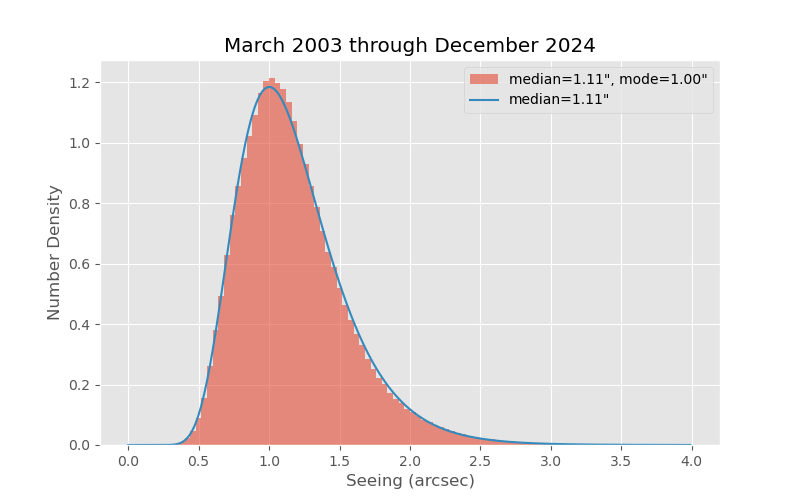 March 2003 through December 2024
median=1.11", mode=1.00"
median=1.11"
Number Density
1.2
1.0
0.8
0.6
0.4
0.2
0.0
0.0 0.5 1.0 1.5 2.0 2.5 3.0 3.5 4.0
Seeing (arcsec)